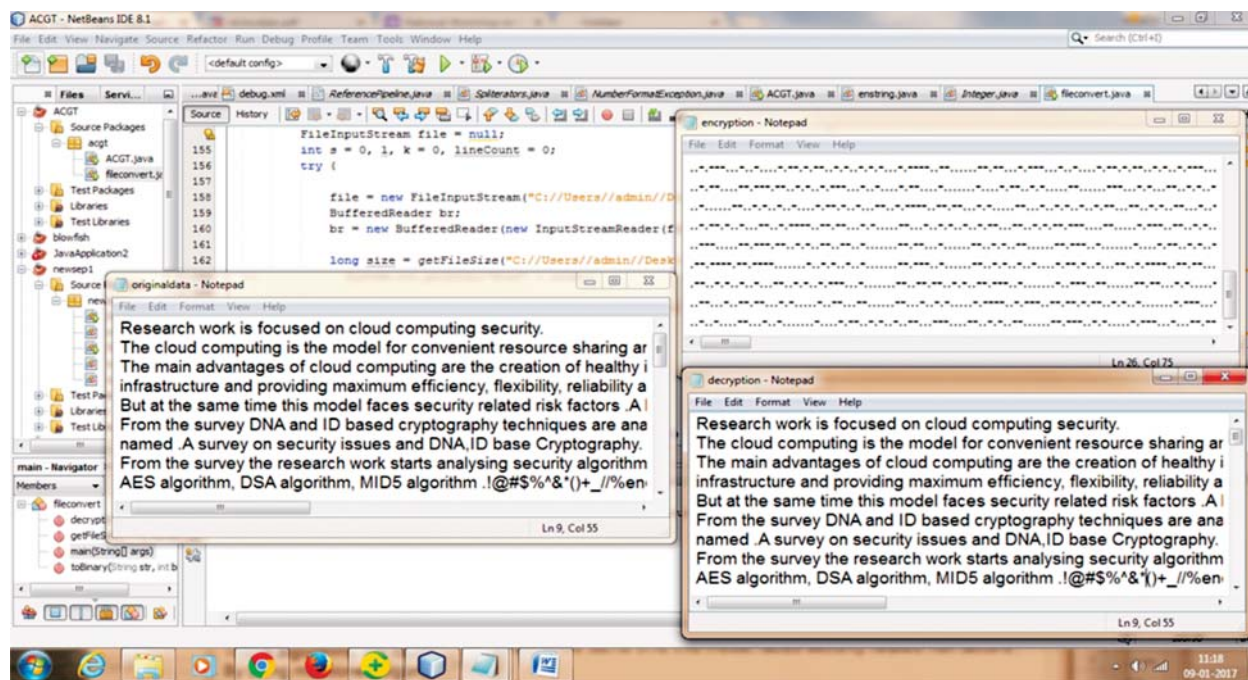 ACGT - NetBeans IDE 8.1
File Edit View Navigate Source Refactor Run Debug Profile Team Tools Window Help
Search (Ctrl+I)
<default config>
Files Servi...
...ava debug.xml ReferencePipeline.java Spliterators.java NumberFormatException.java ACGT.java enstring.java Integer.java fileconvert.java
Source History
ACGT
Source Packages
acgt
ACGT.java
fileconvert.ja
Test Packages
Libraries
Test Libraries
blowfish
JavaApplication2
newsep1
Source
new
Test Pa
Libraries
Test Lib
FileInputStream file = null;
155 int s = 0, l, k = 0, lineCount = 0;
156 try {
157
158 file = new FileInputStream("C://Users//admin//D
159 BufferedReader br;
160 br = new BufferedReader(new InputStreamReader(f
161
162 long size = getFileSize("C://Users//admin//Desk
main - Navigator
Members
fileconvert
decrypt
getFileS
main(String[] args)
toBinary(String str, int b
originaldata - Notepad
File Edit Format View Help
Research work is focused on cloud computing security.
The cloud computing is the model for convenient resource sharing ar
The main advantages of cloud computing are the creation of healthy i
infrastructure and providing maximum efficiency, flexibility, reliability a
But at the same time this model faces security related risk factors .A
From the survey DNA and ID based cryptography techniques are ana
named .A survey on security issues and DNA,ID base Cryptography.
From the survey the research work starts analysing security algorithm
AES algorithm, DSA algorithm, MID5 algorithm .!@#$%^&*()+_//%en
Ln 9, Col 55
encryption - Notepad
File Edit Format View Help
Ln 26, Col 75
decryption - Notepad
File Edit Format View Help
Research work is focused on cloud computing security.
The cloud computing is the model for convenient resource sharing ar
The main advantages of cloud computing are the creation of healthy i
infrastructure and providing maximum efficiency, flexibility, reliability a
But at the same time this model faces security related risk factors .A
From the survey DNA and ID based cryptography techniques are ana
named .A survey on security issues and DNA,ID base Cryptography.
From the survey the research work starts analysing security algorithm
AES algorithm, DSA algorithm, MID5 algorithm .!@#$%^&*()+_//%en
Ln 9, Col 55
11:18
09-01-2017